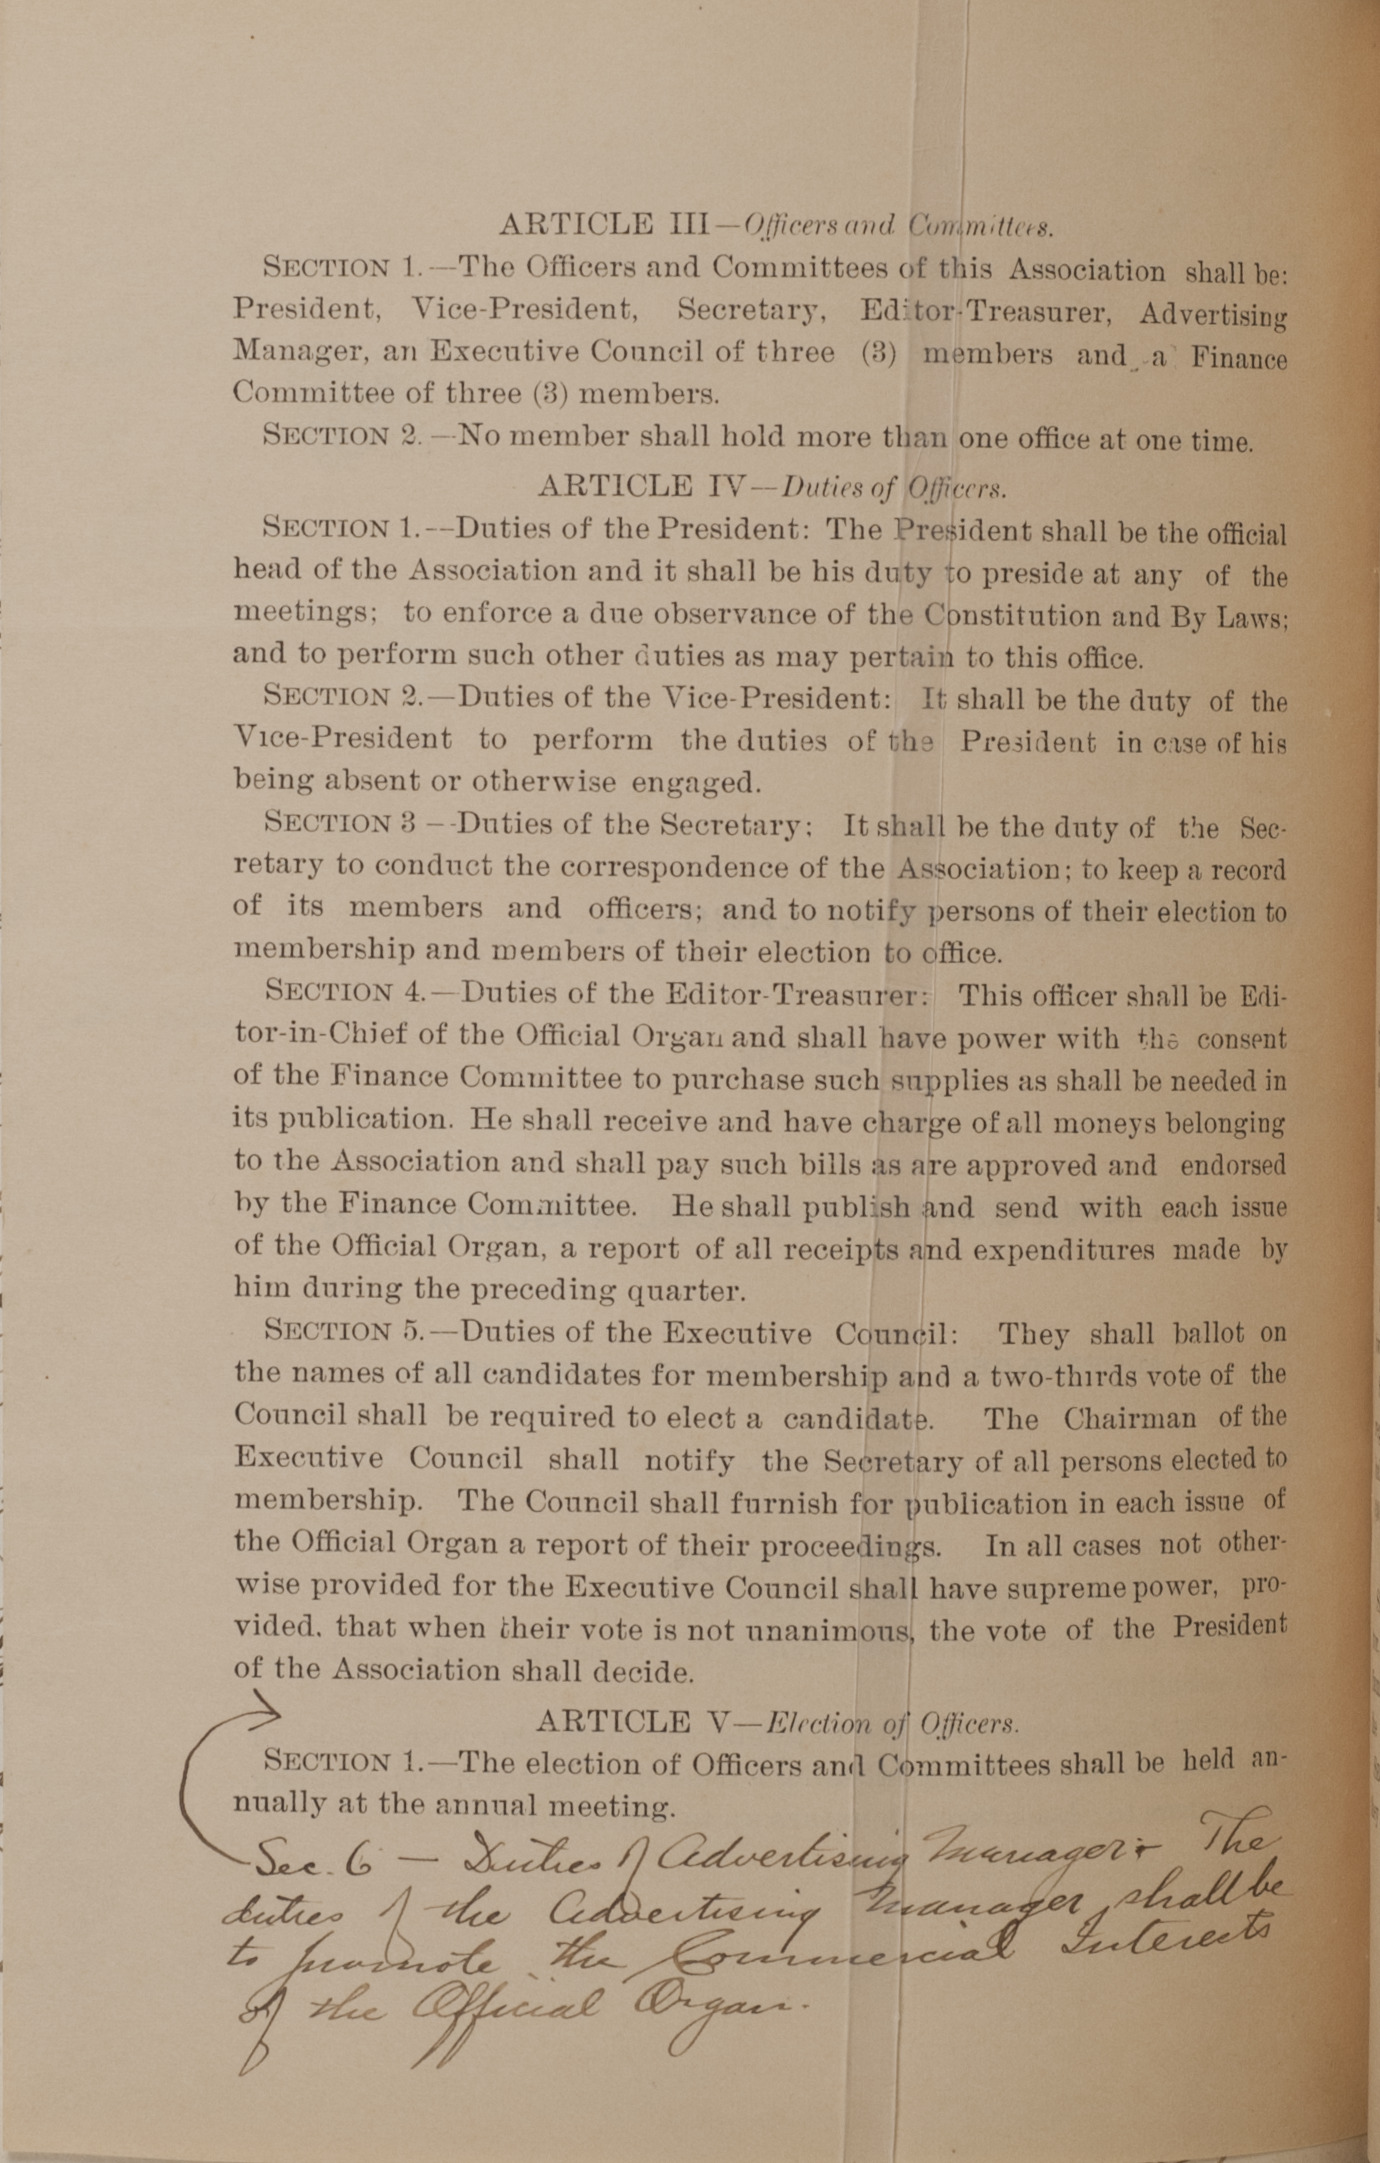 ARTICLE III—Officers and Committees.
SECTION 1.—The Officers and Committees of this Association shall be:
President, Vice-President, Secretary, Editor-Treasurer, Advertising
Manager, an Executive Council of three (3) members and a Finance
Committee of three (3) members.
SECTION 2.—No member shall hold more than one office at one time.
ARTICLE IV—Duties of Officers.
SECTION 1.--Duties of the President: The President shall be the official
head of the Association and it shall be his duty to preside at any of the
meetings; to enforce a due observance of the Constitution and By Laws;
and to perform such other duties as may pertain to this office.
SECTION 2.—Duties of the Vice-President: It shall be the duty of the
Vice-President to perform the duties of the President in case of his
being absent or otherwise engaged.
SECTION 3 —-Duties of the Secretary: It shall be the duty of the Sec-
retary to conduct the correspondence of the Association; to keep a record
of its members and officers; and to notify persons of their election to
membership and members of their election to office.
SECTION 4.—Duties of the Editor-Treasurer: This officer shall be Edi-
tor-in-Chief of the Official Organ and shall have power with the consent
of the Finance Committee to purchase such supplies as shall be needed in
its publication. He shall receive and have charge of all moneys belonging
to the Association and shall pay such bills as are approved and endorsed
by the Finance Committee. He shall publish and send with each issue
of the Official Organ, a report of all receipts and expenditures made by
him during the preceding quarter.
SECTION 5.—Duties of the Executive Council: They shall ballot on
the names of all candidates for membership and a two-thirds vote of the
Council shall be required to elect a candidate. The Chairman of the
Executive Council shall notify the Secretary of all persons elected to
membership. The Council shall furnish for publication in each issue of
the Official Organ a report of their proceedings. In all cases not other-
wise provided for the Executive Council shall have supreme power, pro-
vided. that when their vote is not unanimous, the vote of the President
of the Association shall decide.
ARTICLE V—Election of Officers.
SECTION 1.—The election of Officers and Committees shall be held an-
nually at the annual meeting.
Sec. 6 — Duties of Advertising Manager:- The
duties of the Advertising Manager shall be
to promote the Commercial Interests
of the Official Organ.